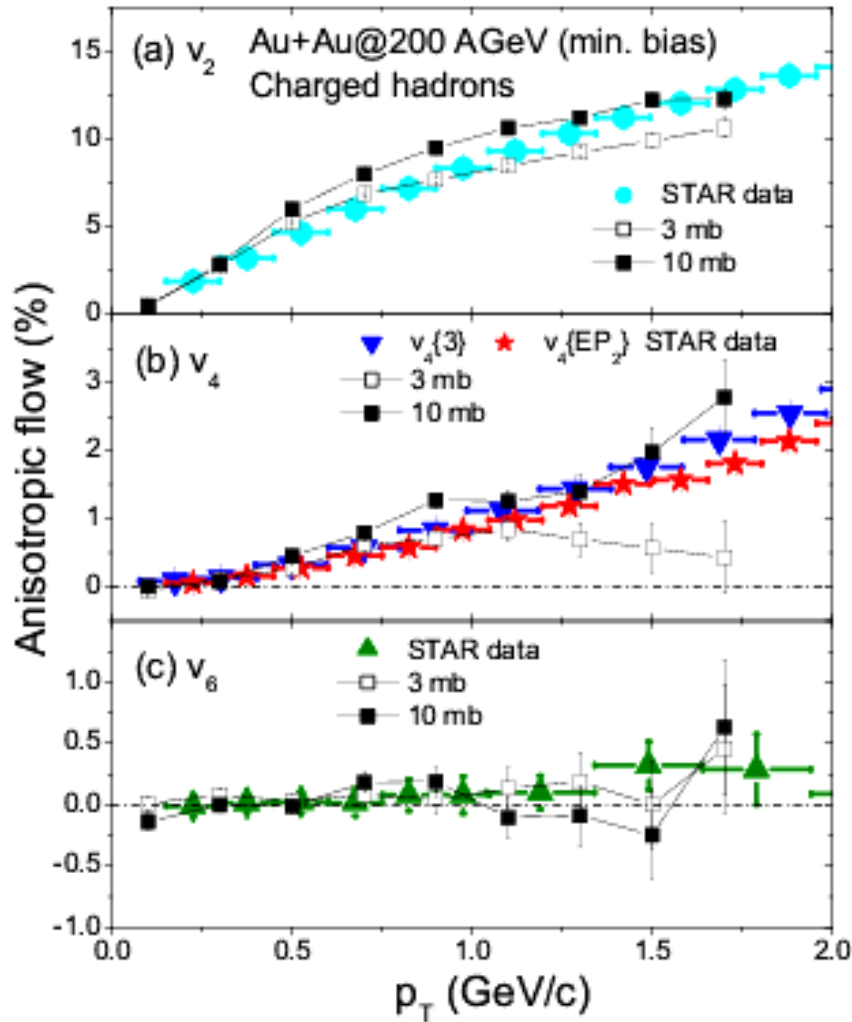 (a) v₂ Au+Au@200 AGeV (min. bias)
Charged hadrons
STAR data
3 mb
10 mb
15
10
5
0
(b) v₄
v₄{3} v₄{EP₂} STAR data
3 mb
10 mb
3
2
1
0
(c) v₆
STAR data
3 mb
10 mb
1.0
0.5
0.0
-0.5
-1.0
0.0 0.5 1.0 1.5 2.0
Anisotropic flow (%)
p_T (GeV/c)